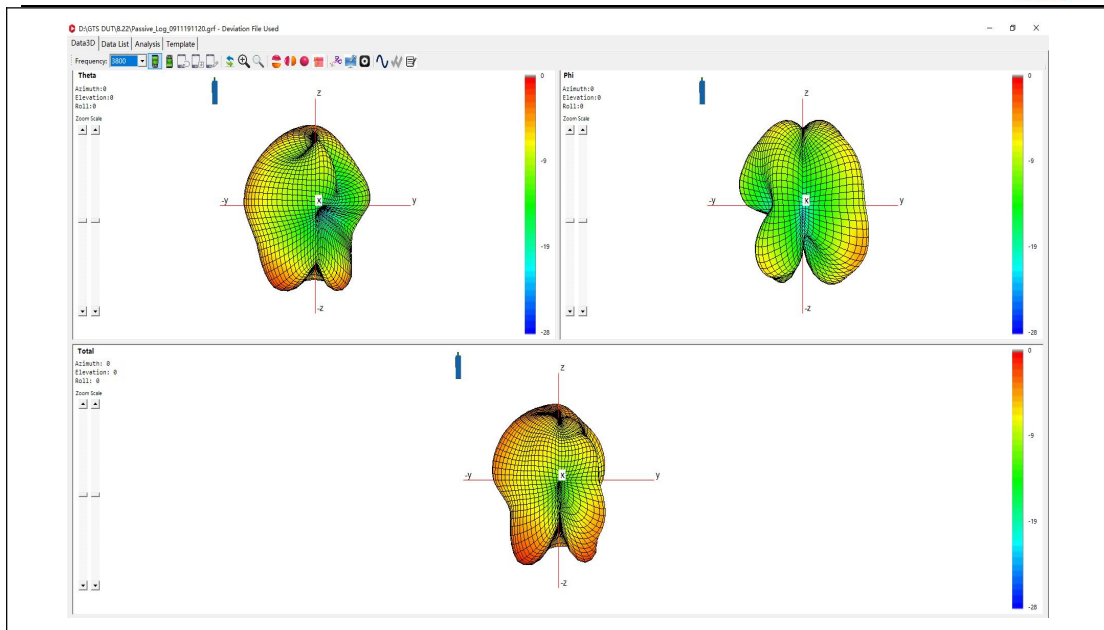 D:\GTS DUT\8.22\Passive_Log_0911191120.grf - Deviation File Used
Data3D Data List Analysis Template
Frequency: 3800
Theta
Azimuth:0
Elevation:0
Roll:0
Zoom Scale
z
-y x y
-z
0
-9
-19
-28
Phi
Azimuth:0
Elevation:0
Roll:0
Zoom Scale
z
-y x y
-z
0
-9
-19
-28
Total
Azimuth: 0
Elevation: 0
Roll: 0
Zoom Scale
z
-y x y
-z
0
-9
-19
-28